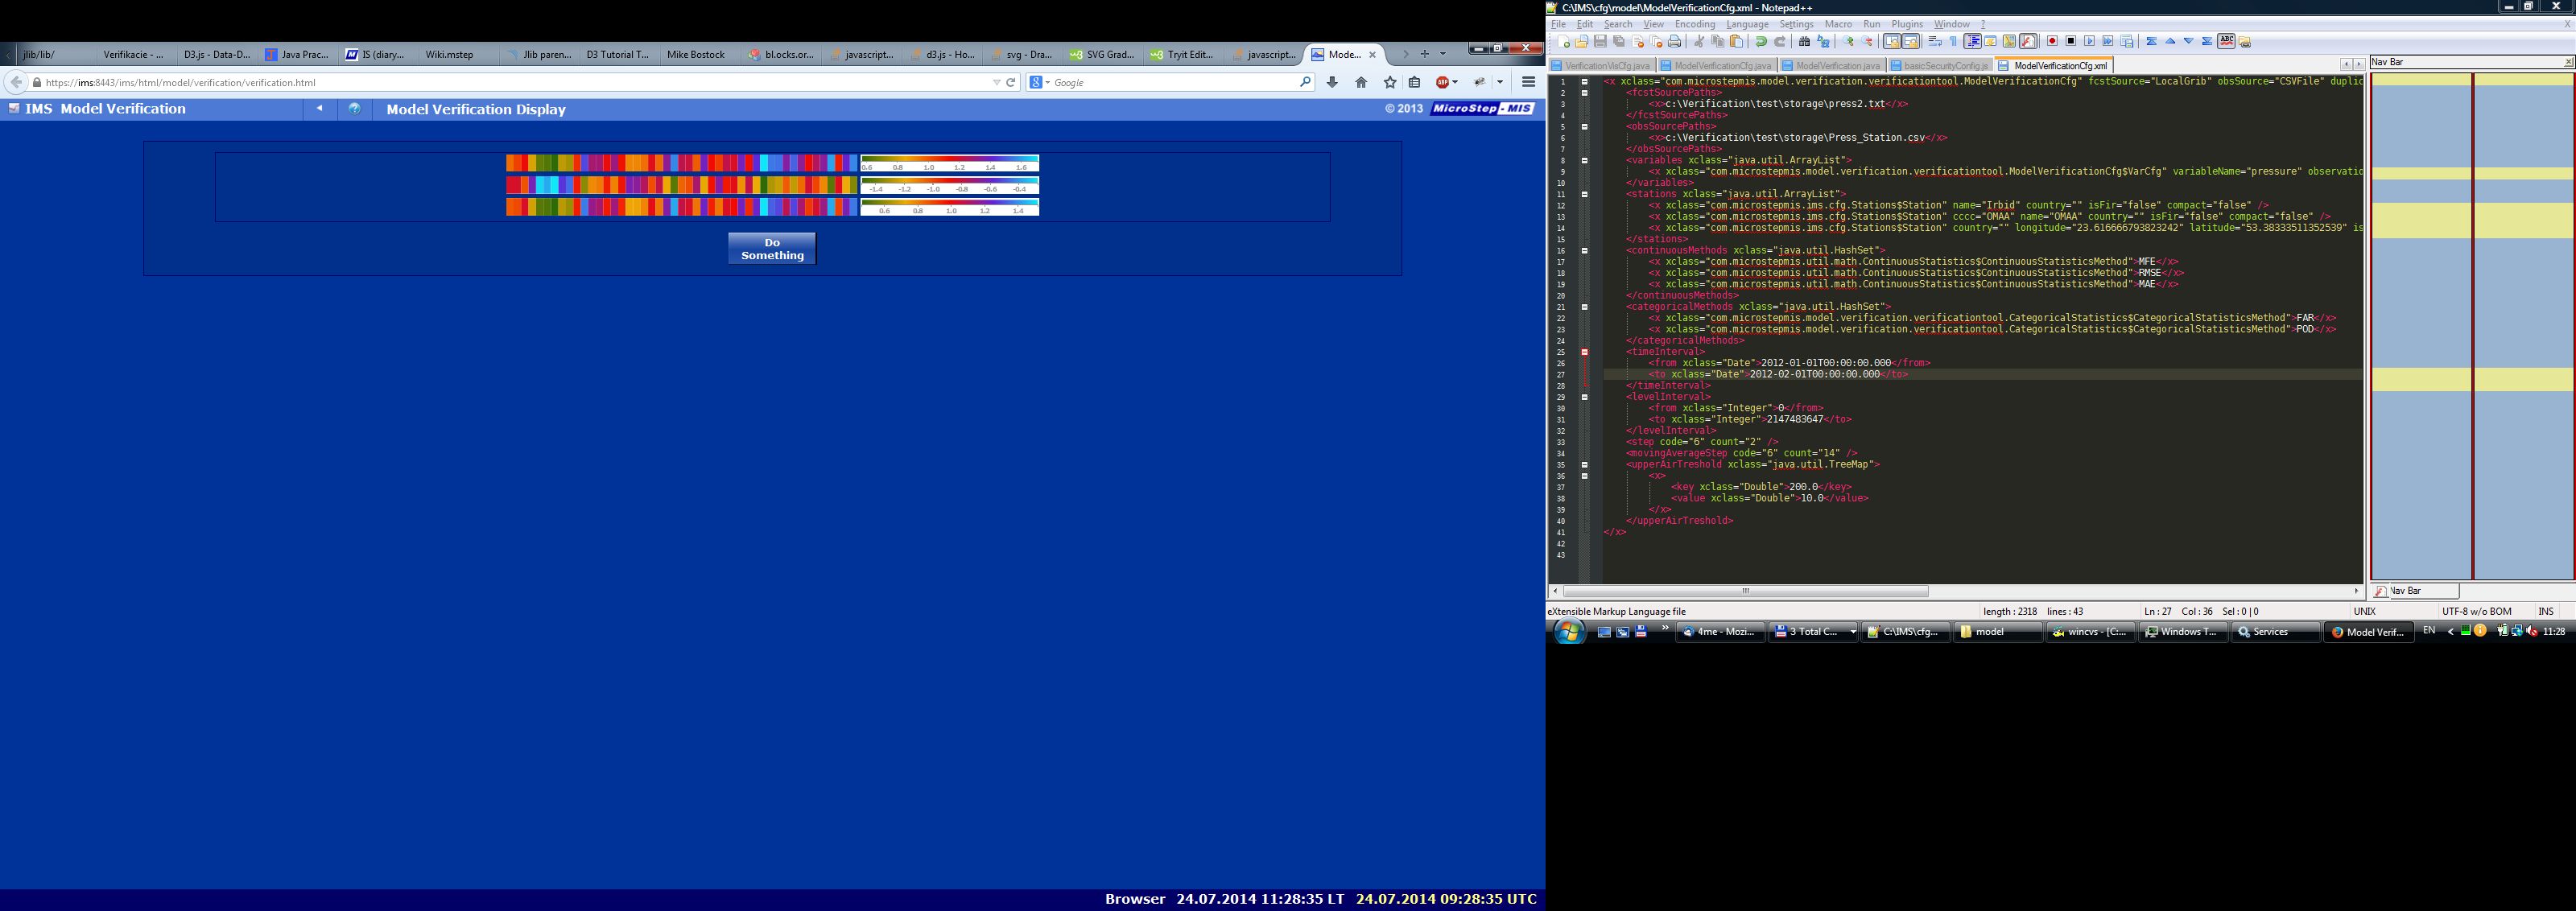 jlib/lib/ Verifikacie - ... D3.js - Data-D... Java Prac... IS (diary... Wiki.mstep Jlib paren... D3 Tutorial T... Mike Bostock bl.ocks.or... javascript... d3.js - Ho... svg - Dra... SVG Grad... Tryit Edit... javascript... Mode...
https://ims:8443/ims/html/model/verification/verification.html Google
IMS Model Verification Model Verification Display © 2013 MicroStep - MIS
0.6 0.8 1.0 1.2 1.4 1.6
-1.4 -1.2 -1.0 -0.8 -0.6 -0.4
0.6 0.8 1.0 1.2 1.4
Do
Something
Browser 24.07.2014 11:28:35 LT 24.07.2014 09:28:35 UTC
C:\IMS\cfg\model\ModelVerificationCfg.xml - Notepad++
File Edit Search View Encoding Language Settings Macro Run Plugins Window ? X
VerificationVisCfg.java ModelVerificationCfg.java ModelVerification.java basicSecurityConfig.js ModelVerificationCfg.xml Nav Bar
1 <x xclass="com.microstepmis.model.verification.verificationtool.ModelVerificationCfg" fcstSource="LocalGrib" obsSource="CSVFile" duplic
2 <fcstSourcePaths>
3 <x>c:\Verification\test\storage\press2.txt</x>
4 </fcstSourcePaths>
5 <obsSourcePaths>
6 <x>c:\Verification\test\storage\Press_Station.csv</x>
7 </obsSourcePaths>
8 <variables xclass="java.util.ArrayList">
9 <x xclass="com.microstepmis.model.verification.verificationtool.ModelVerificationCfg$VarCfg" variableName="pressure" observatio
10 </variables>
11 <stations xclass="java.util.ArrayList">
12 <x xclass="com.microstepmis.ims.cfg.Stations$Station" name="Irbid" country="" isFir="false" compact="false" />
13 <x xclass="com.microstepmis.ims.cfg.Stations$Station" cccc="OMAA" name="OMAA" country="" isFir="false" compact="false" />
14 <x xclass="com.microstepmis.ims.cfg.Stations$Station" country="" longitude="23.616666793823242" latitude="53.38333511352539" is
15 </stations>
16 <continuousMethods xclass="java.util.HashSet">
17 <x xclass="com.microstepmis.util.math.ContinuousStatistics$ContinuousStatisticsMethod">MFE</x>
18 <x xclass="com.microstepmis.util.math.ContinuousStatistics$ContinuousStatisticsMethod">RMSE</x>
19 <x xclass="com.microstepmis.util.math.ContinuousStatistics$ContinuousStatisticsMethod">MAE</x>
20 </continuousMethods>
21 <categoricalMethods xclass="java.util.HashSet">
22 <x xclass="com.microstepmis.model.verification.verificationtool.CategoricalStatistics$CategoricalStatisticsMethod">FAR</x>
23 <x xclass="com.microstepmis.model.verification.verificationtool.CategoricalStatistics$CategoricalStatisticsMethod">POD</x>
24 </categoricalMethods>
25 <timeInterval>
26 <from xclass="Date">2012-01-01T00:00:00.000</from>
27 <to xclass="Date">2012-02-01T00:00:00.000</to>
28 </timeInterval>
29 <levelInterval>
30 <from xclass="Integer">0</from>
31 <to xclass="Integer">2147483647</to>
32 </levelInterval>
33 <step code="6" count="2" />
34 <movingAverageStep code="6" count="14" />
35 <upperAirTreshold xclass="java.util.TreeMap">
36 <x>
37 <key xclass="Double">200.0</key>
38 <value xclass="Double">10.0</value>
39 </x>
40 </upperAirTreshold>
41 </x>
42
43
Nav Bar
eXtensible Markup Language file length : 2318 lines : 43 Ln : 27 Col : 36 Sel : 0 | 0 UNIX UTF-8 w/o BOM INS
4me - Mozi... 3 Total C... C:\IMS\cfg... model wincvs - [C:... Windows T... Services Model Verif... EN 11:28